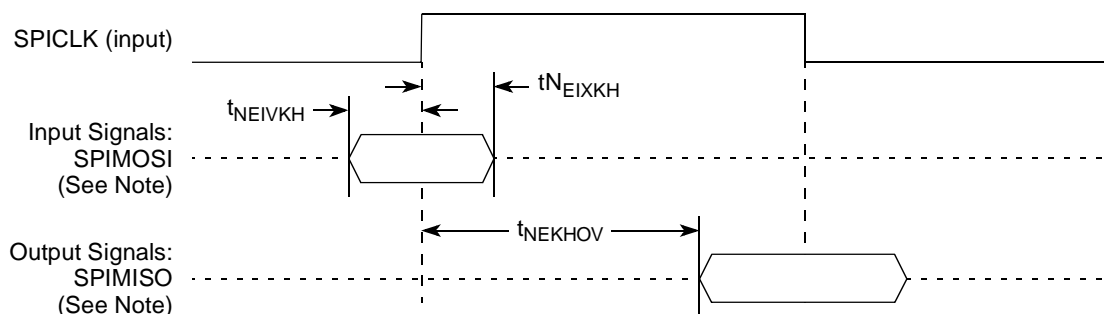 SPICLK (input)
tNEIXKH
tNEIVKH
Input Signals:
SPIMOSI
(See Note)
tNEKHOV
Output Signals:
SPIMISO
(See Note)